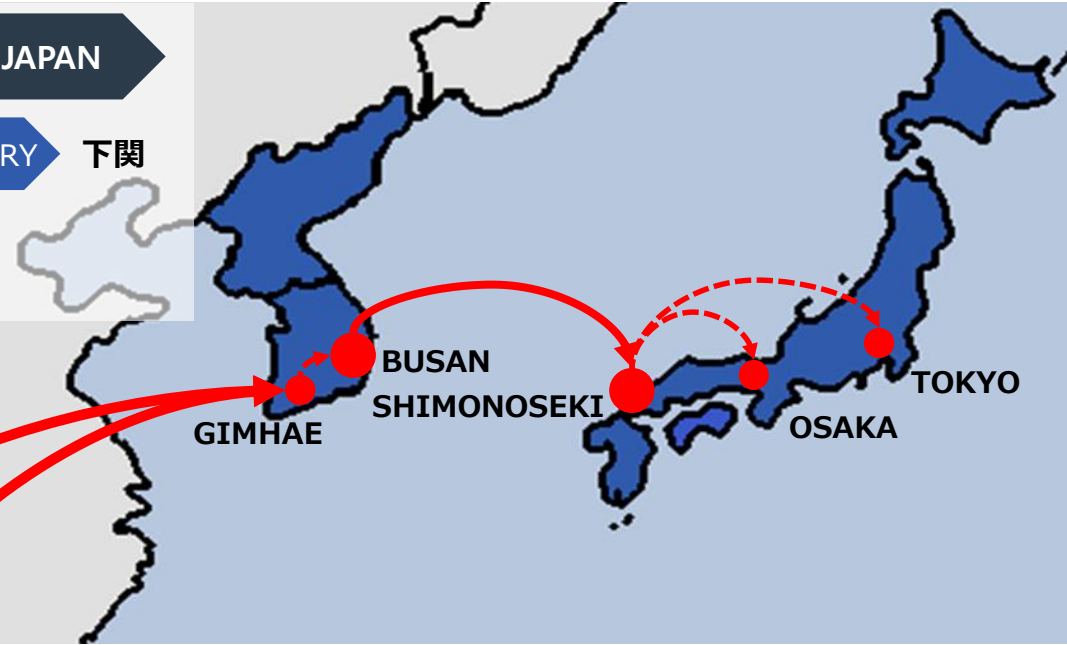 JAPAN
RY
下関
BUSAN
SHIMONOSEKI
TOKYO
GIMHAE
OSAKA